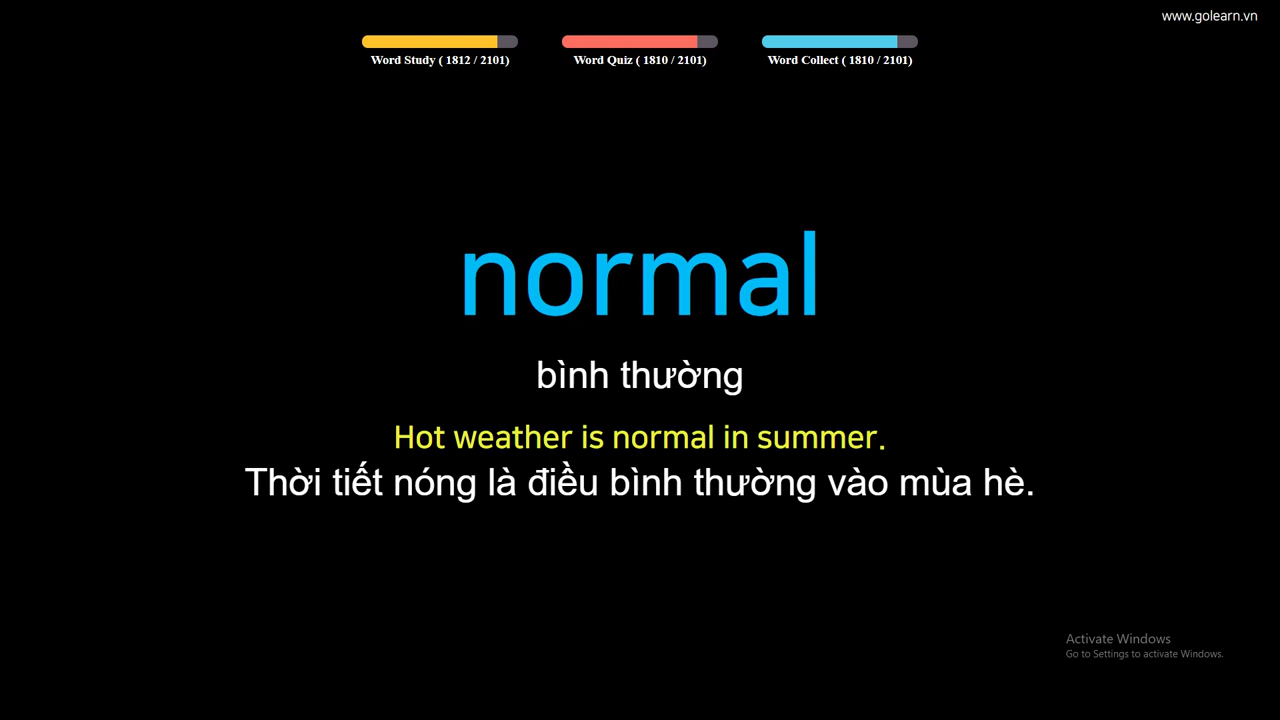 www.golearn.vn
Word Study ( 1812 / 2101) Word Quiz ( 1810 / 2101) Word Collect ( 1810 / 2101)
normal
bình thường
Hot weather is normal in summer.
Thời tiết nóng là điều bình thường vào mùa hè.
Activate Windows
Go to Settings to activate Windows.